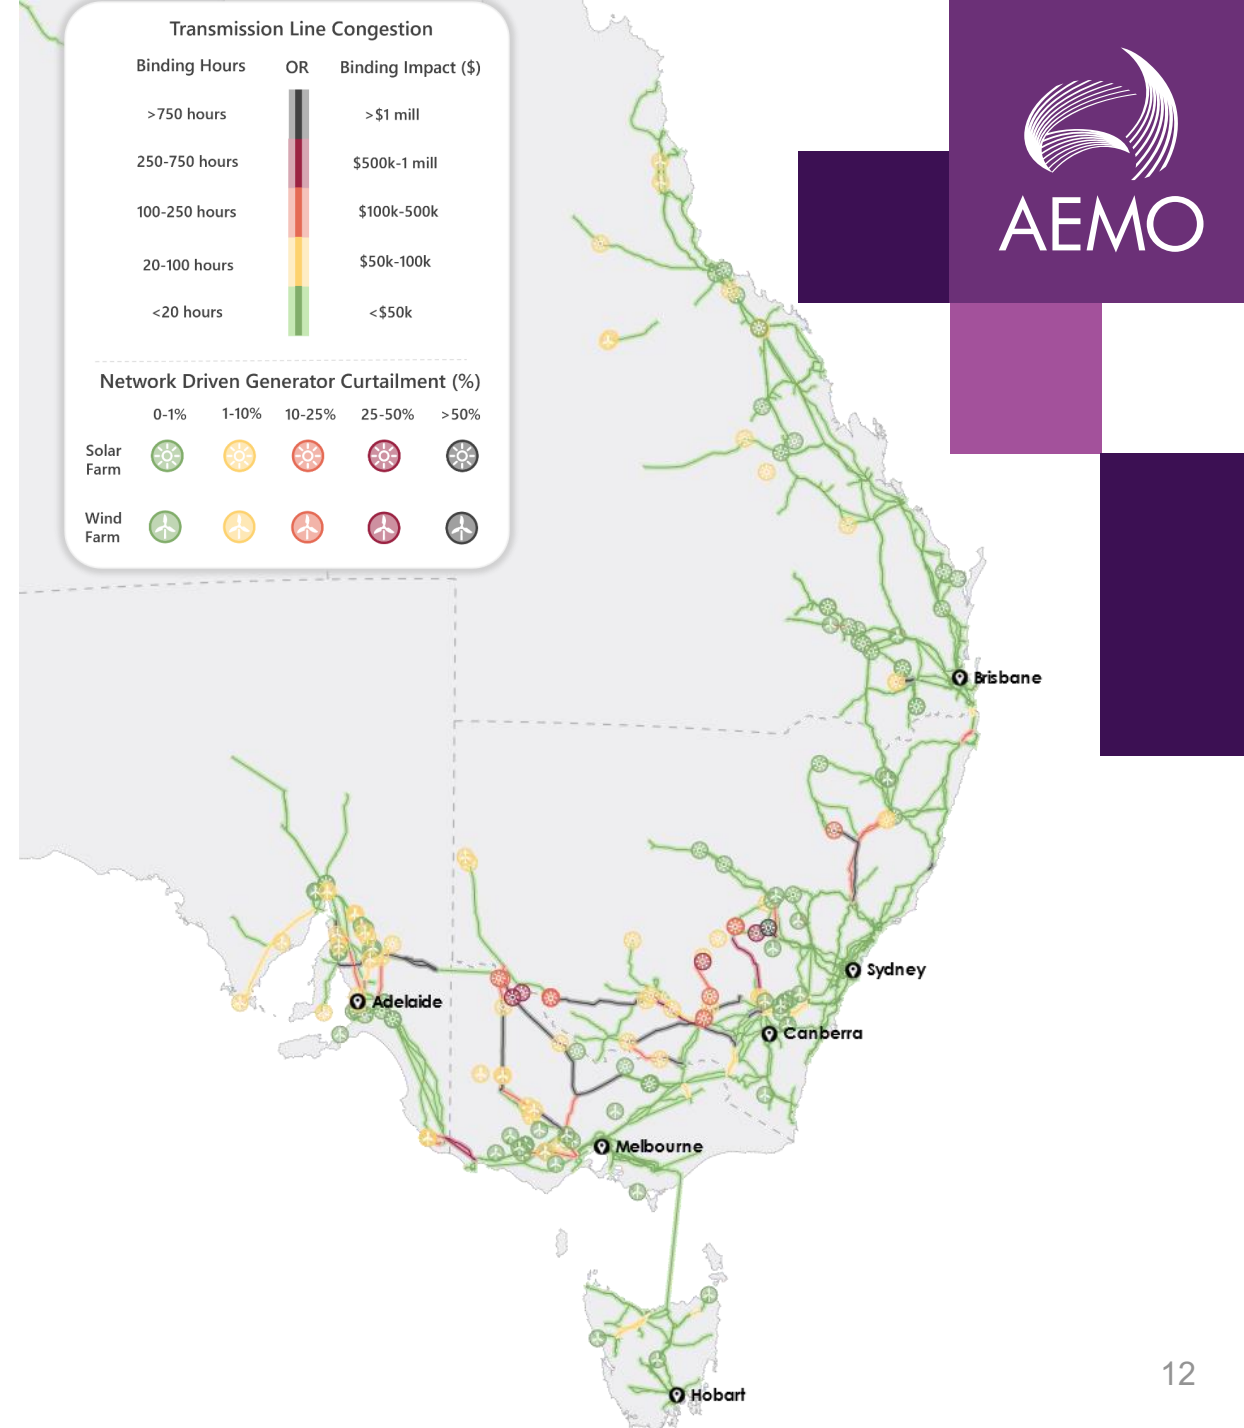 Transmission Line Congestion
Binding Hours OR Binding Impact ($)
>750 hours >$1 mill
250-750 hours $500k-1 mill
100-250 hours $100k-500k
20-100 hours $50k-100k
<20 hours <$50k
Network Driven Generator Curtailment (%)
0-1% 1-10% 10-25% 25-50% >50%
Solar
Farm
Wind
Farm
AEMO
Brisbane
Sydney
Adelaide
Canberra
Melbourne
Hobart
12